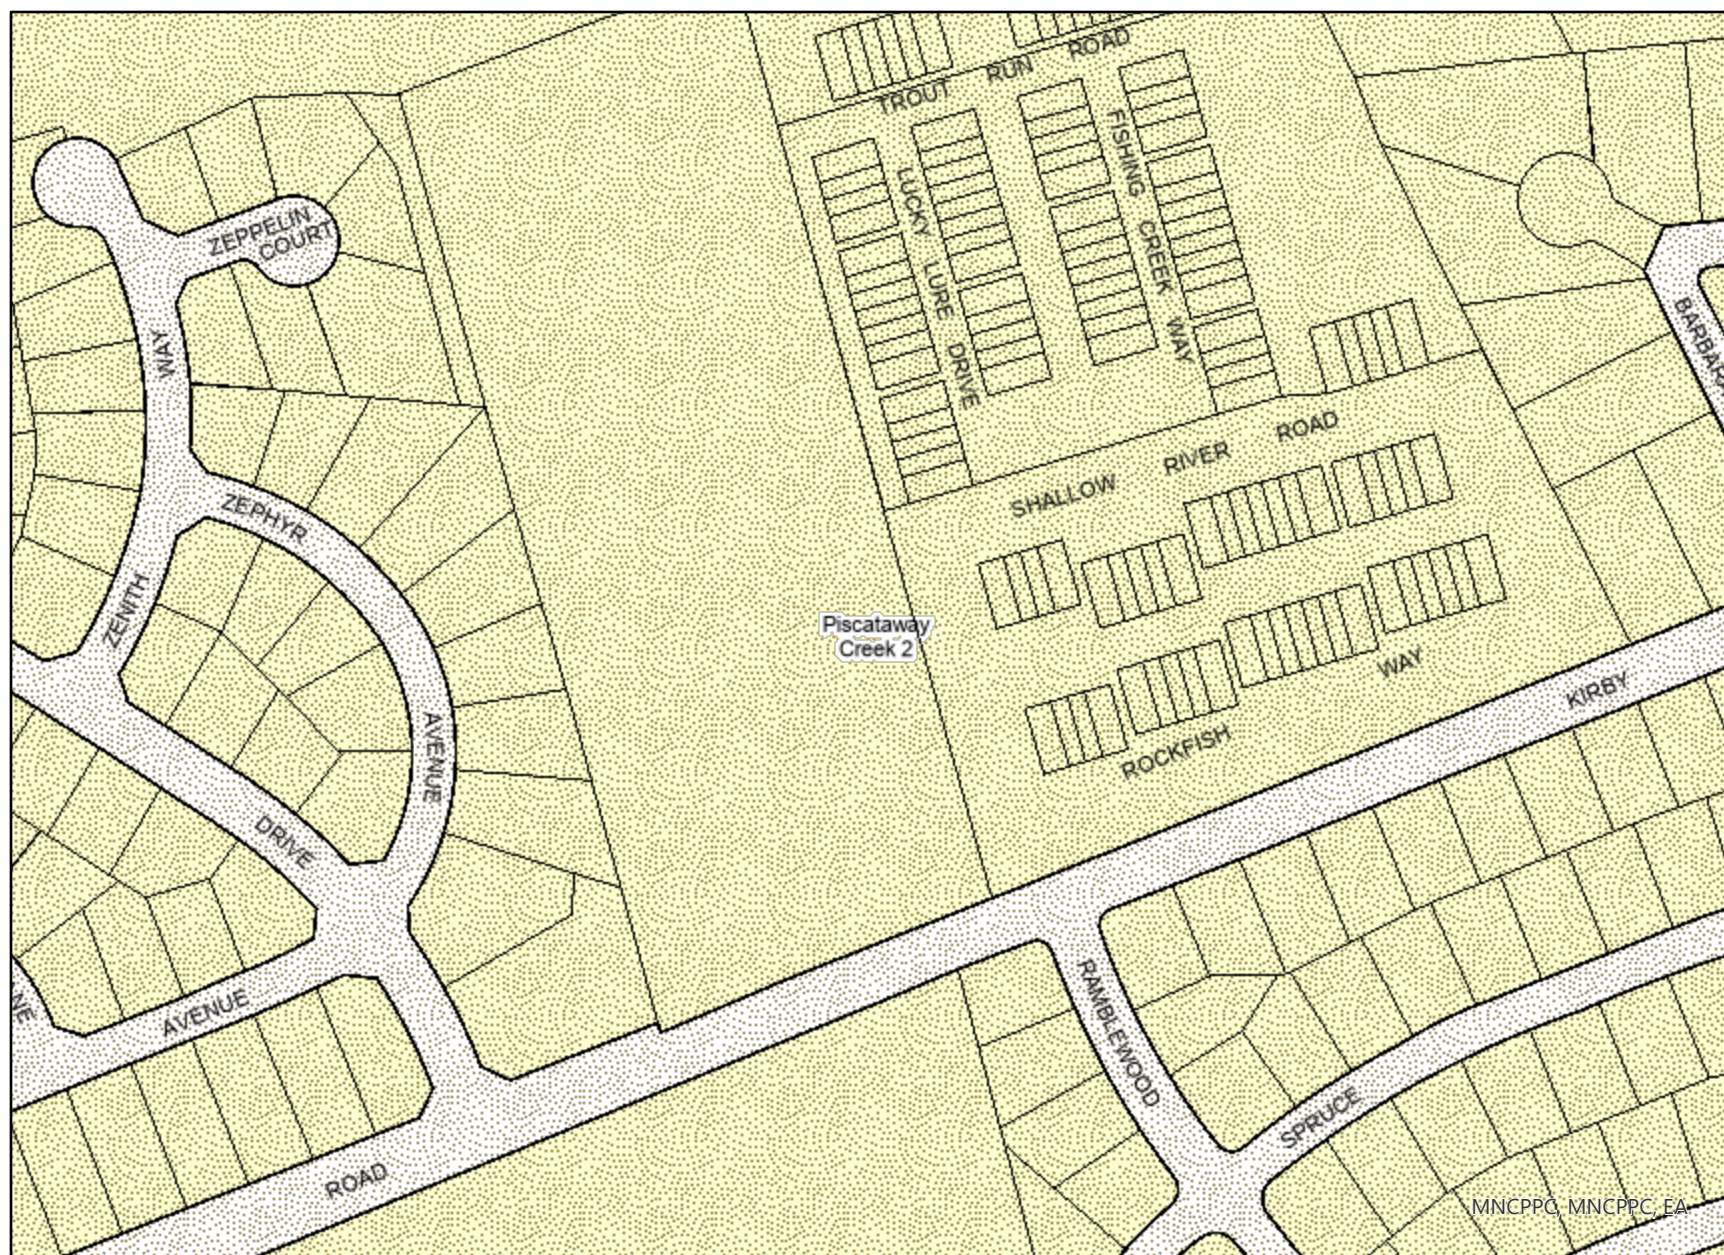 TROUT RUN ROAD
LUCKY LURE DRIVE
FISHING CREEK WAY
ZEPPELIN
COURT
WAY
ZENITH
ZEPHYR
AVENUE
SHALLOW RIVER ROAD
Piscataway
Creek 2
ROCKFISH WAY
KIRBY
DRIVE
AVENUE
ROAD
RAMBLEWOOD
SPRUCE
MNCPPC, MNCPPC, EA